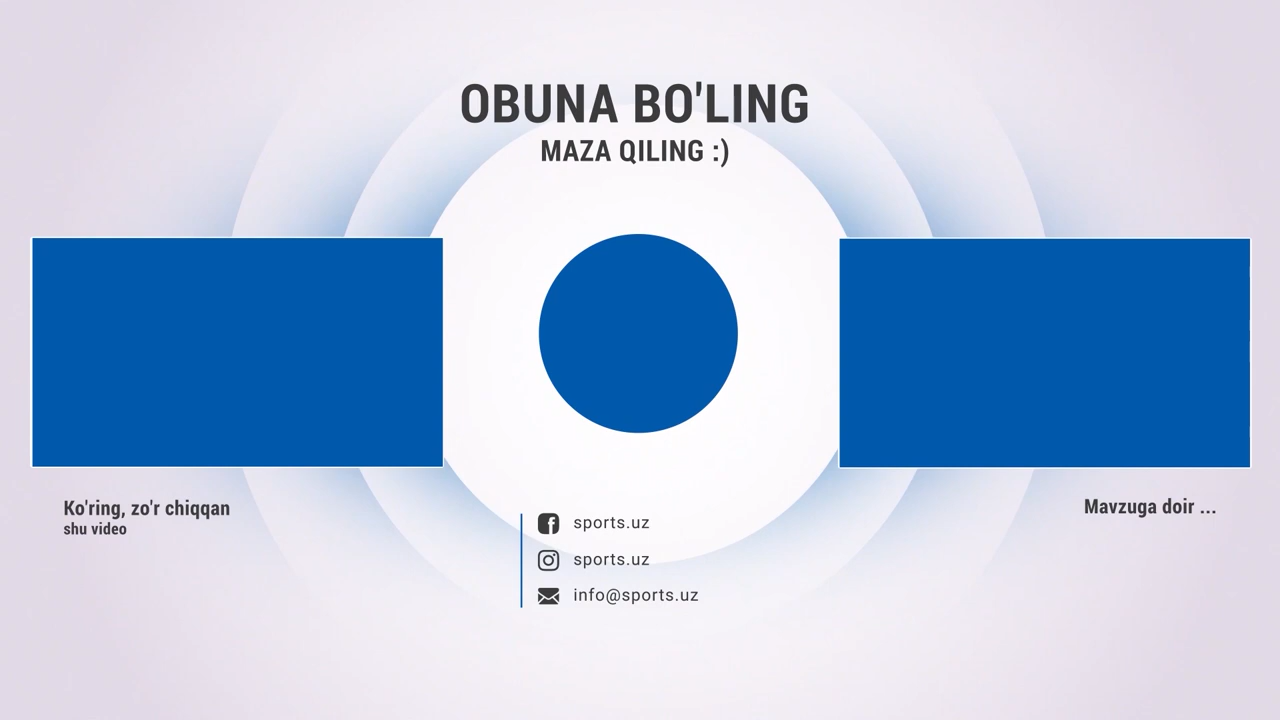 OBUNA BO'LING
MAZA QILING :)
Ko'ring, zo'r chiqqan
shu video
Mavzuga doir ...
sports.uz
sports.uz
info@sports.uz